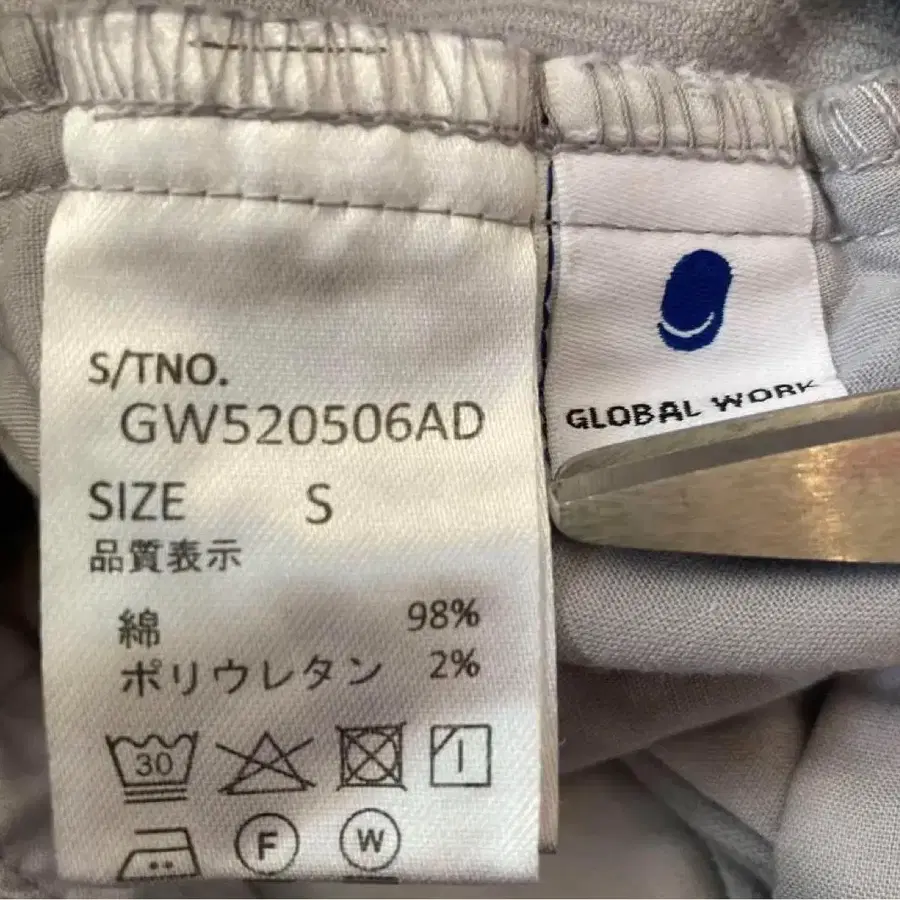 S/TNO.
GW520506AD
SIZE S
品質表示
綿 98%
ポリウレタン 2%
30
F W
GLOBAL WORK